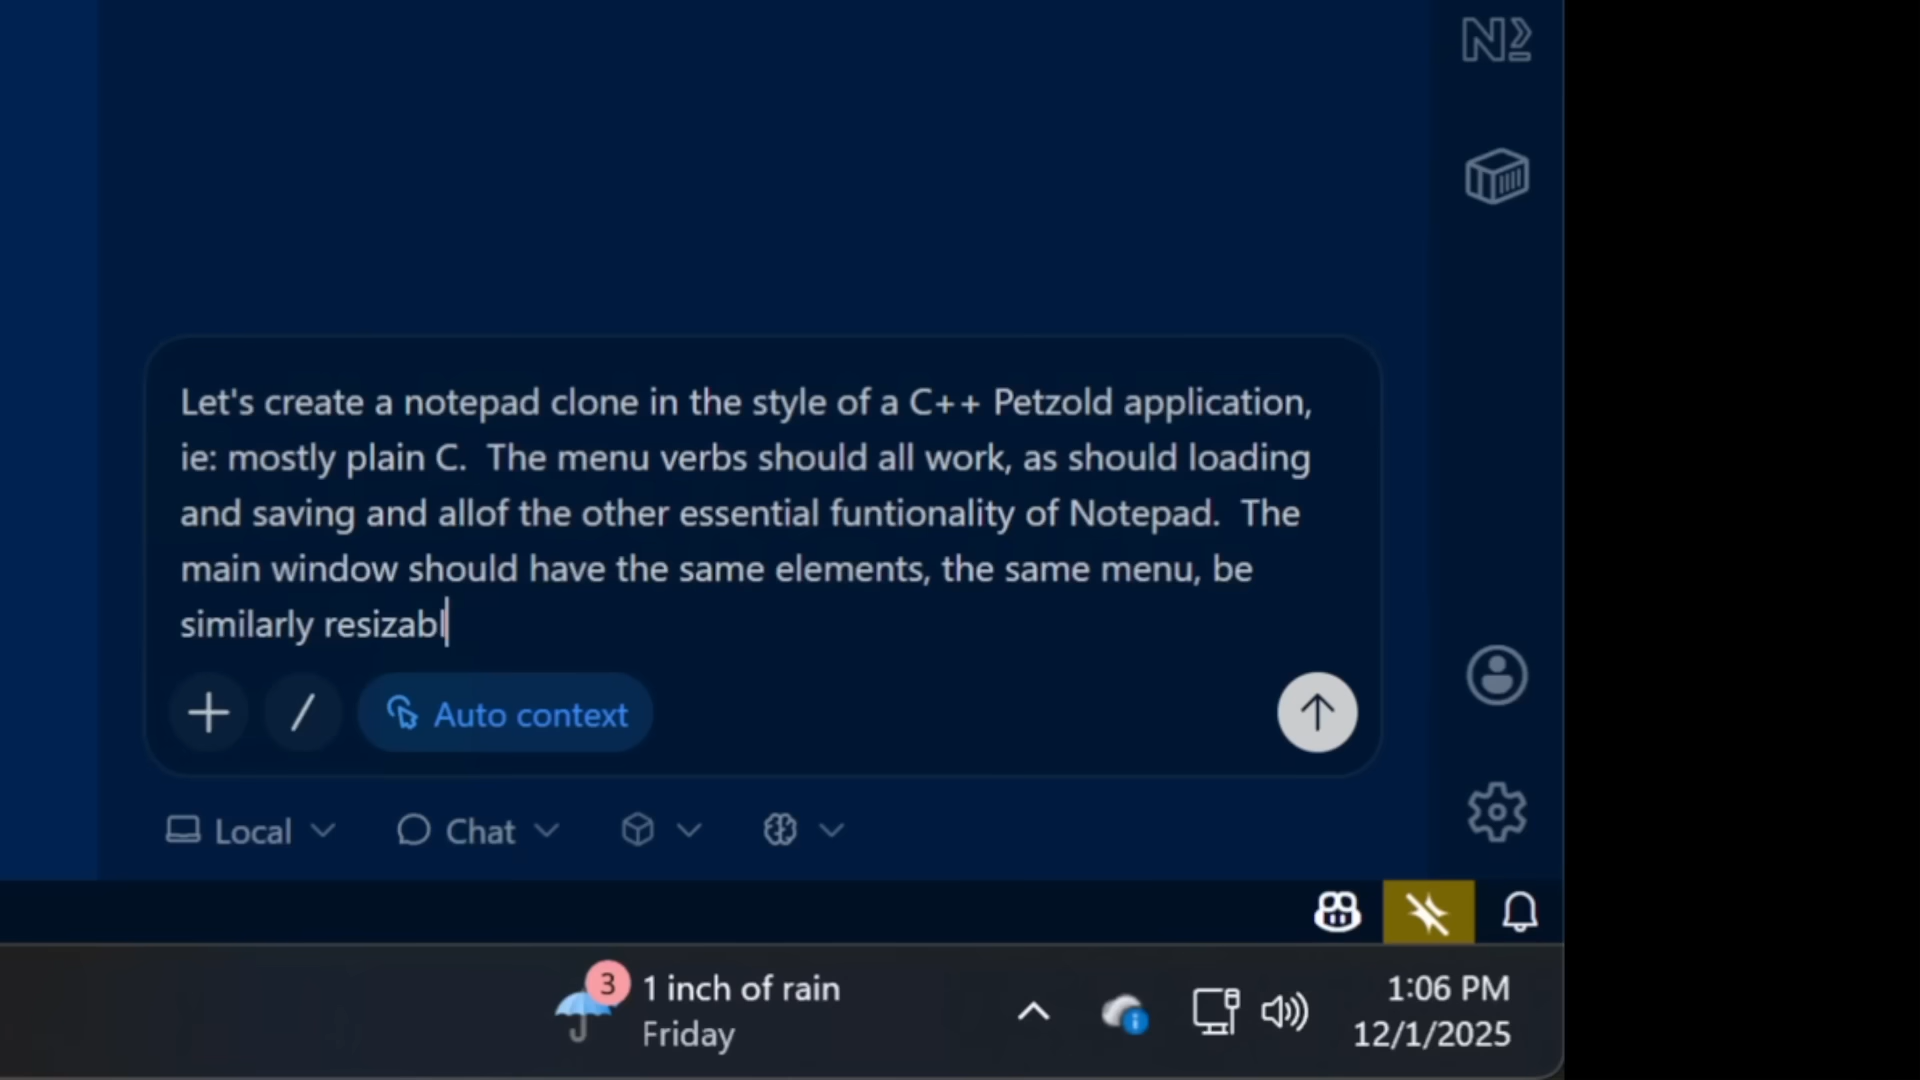 Let's create a notepad clone in the style of a C++ Petzold application,
ie: mostly plain C.  The menu verbs should all work, as should loading
and saving and allof the other essential funtionality of Notepad.  The
main window should have the same elements, the same menu, be
similarly resizabl
Auto context
Local
Chat
3
1 inch of rain
Friday
1:06 PM
12/1/2025